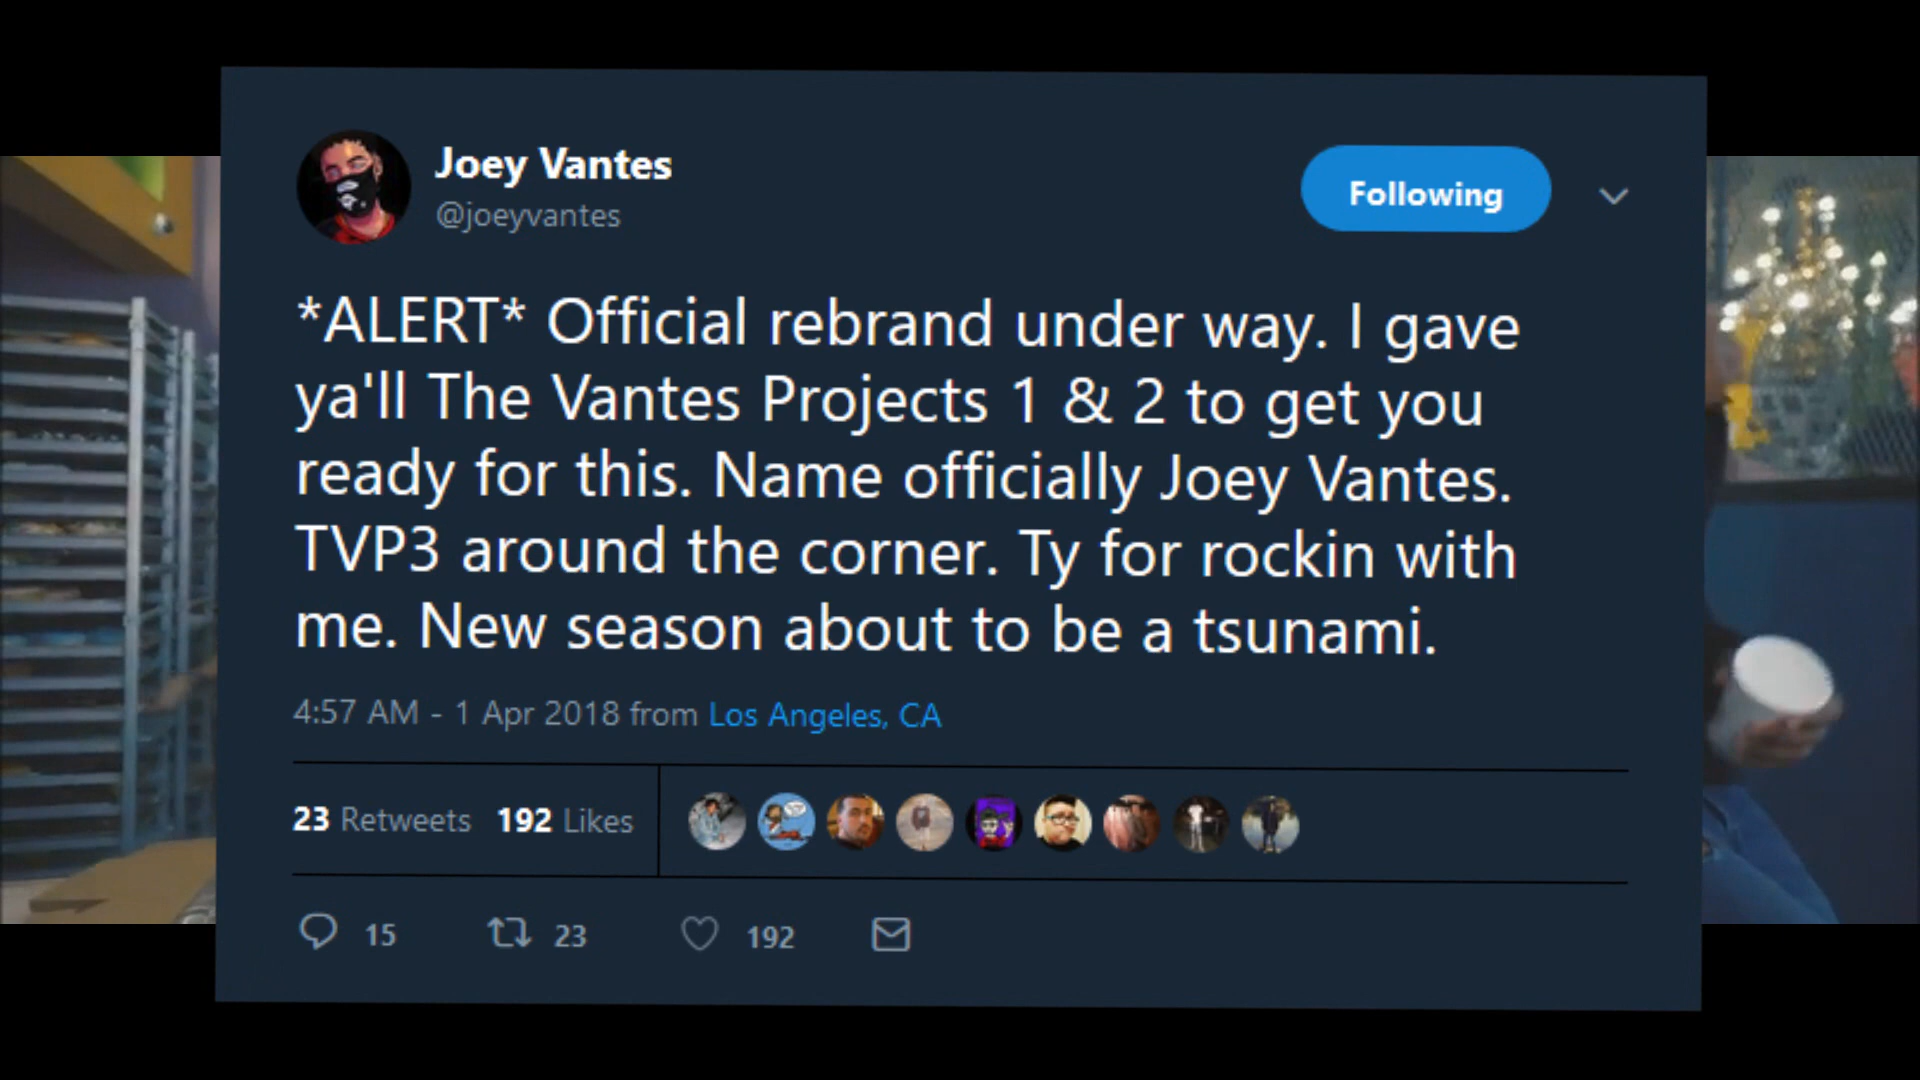 Joey Vantes
@joeyvantes
Following
*ALERT* Official rebrand under way. I gave
ya'll The Vantes Projects 1 & 2 to get you
ready for this. Name officially Joey Vantes.
TVP3 around the corner. Ty for rockin with
me. New season about to be a tsunami.
4:57 AM - 1 Apr 2018 from Los Angeles, CA
23 Retweets 192 Likes
15 23 192